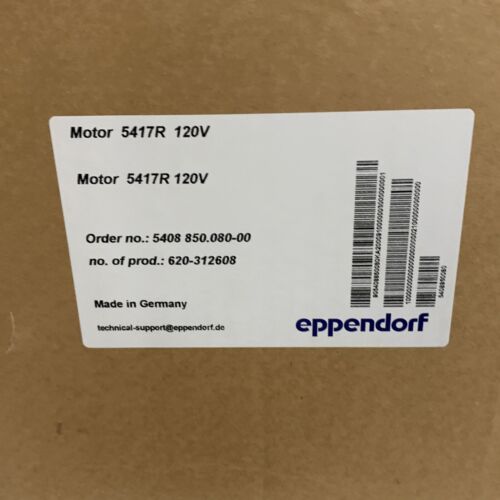 Motor 5417R 120V
Motor 5417R 120V
Order no.: 5408 850.080-00
no. of prod.: 620-312608
Made in Germany
technical-support@eppendorf.de
eppendorf
5408850080